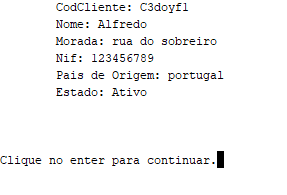 CodCliente: C3doyfl
Nome: Alfredo
Morada: rua do sobreiro
Nif: 123456789
Pais de Origem: portugal
Estado: Ativo
Clique no enter para continuar.